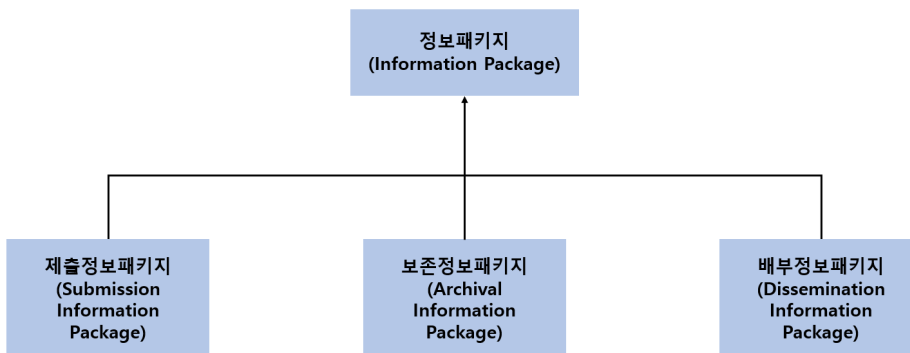 정보패키지
(Information Package)
제출정보패키지
(Submission
Information
Package)
보존정보패키지
(Archival
Information
Package)
배부정보패키지
(Dissemination
Information
Package)